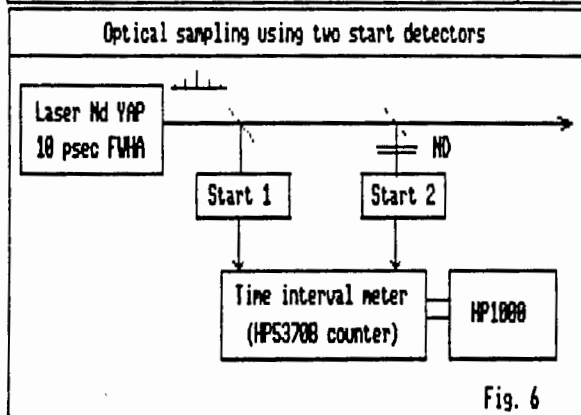 Optical sampling using two start detectors
Laser Nd YAP
10 psec FWHA
ND
Start 1
Start 2
Time interval meter
(HP5370B counter)
HP1000
Fig. 6